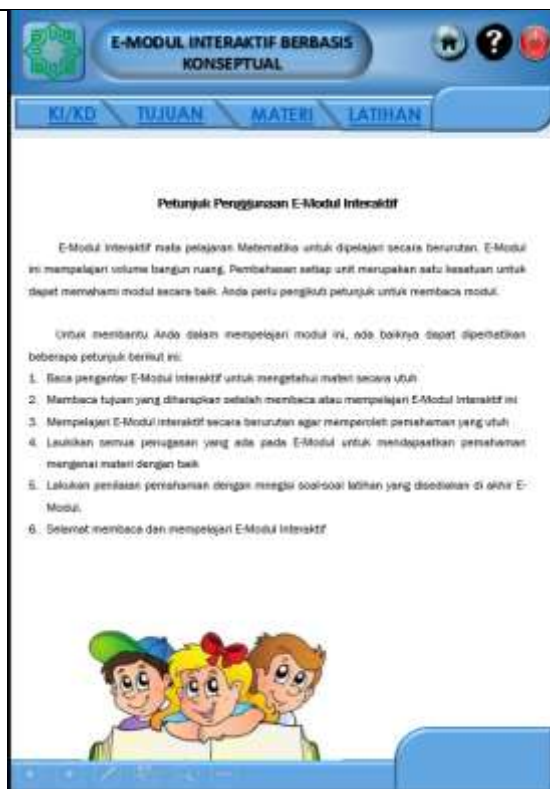 E-MODUL INTERAKTIF BERBASIS
KONSEPTUAL
KI/KD TUJUAN MATERI LATIHAN
Petunjuk Penggunaan E-Modul Interaktif
E-Modul Interaktif mata pelajaran Matematika untuk dipelajari secara berurutan. E-Modul
ini mempelajari volume bangun ruang. Pembahasan setiap unit merupakan satu kesatuan untuk
dapat memahami modul secara baik. Anda perlu pengikuti petunjuk untuk membaca modul.
Untuk membantu Anda dalam mempelajari modul ini, ada baiknya dapat diperhatikan
beberapa petunjuk berikut ini:
1. Baca pengantar E-Modul Interaktif untuk mengetahui materi secara utuh
2. Membaca tujuan yang diharapkan setelah membaca atau mempelajari E-Modul Interaktif ini
3. Mempelajari E-Modul interaktif secara berurutan agar memperoleh pemahaman yang utuh
4. Laukikan semua penugasan yang ada pada E-Modul untuk mendapaatkan pemahaman
mengenai materi dengan baik
5. Lakukan penilaian pemahaman dengan mnegisi soal-soal latihan yang disediakan di akhir E-
Modul.
6. Selamat membaca dan mempelajari E-Modul Interaktif